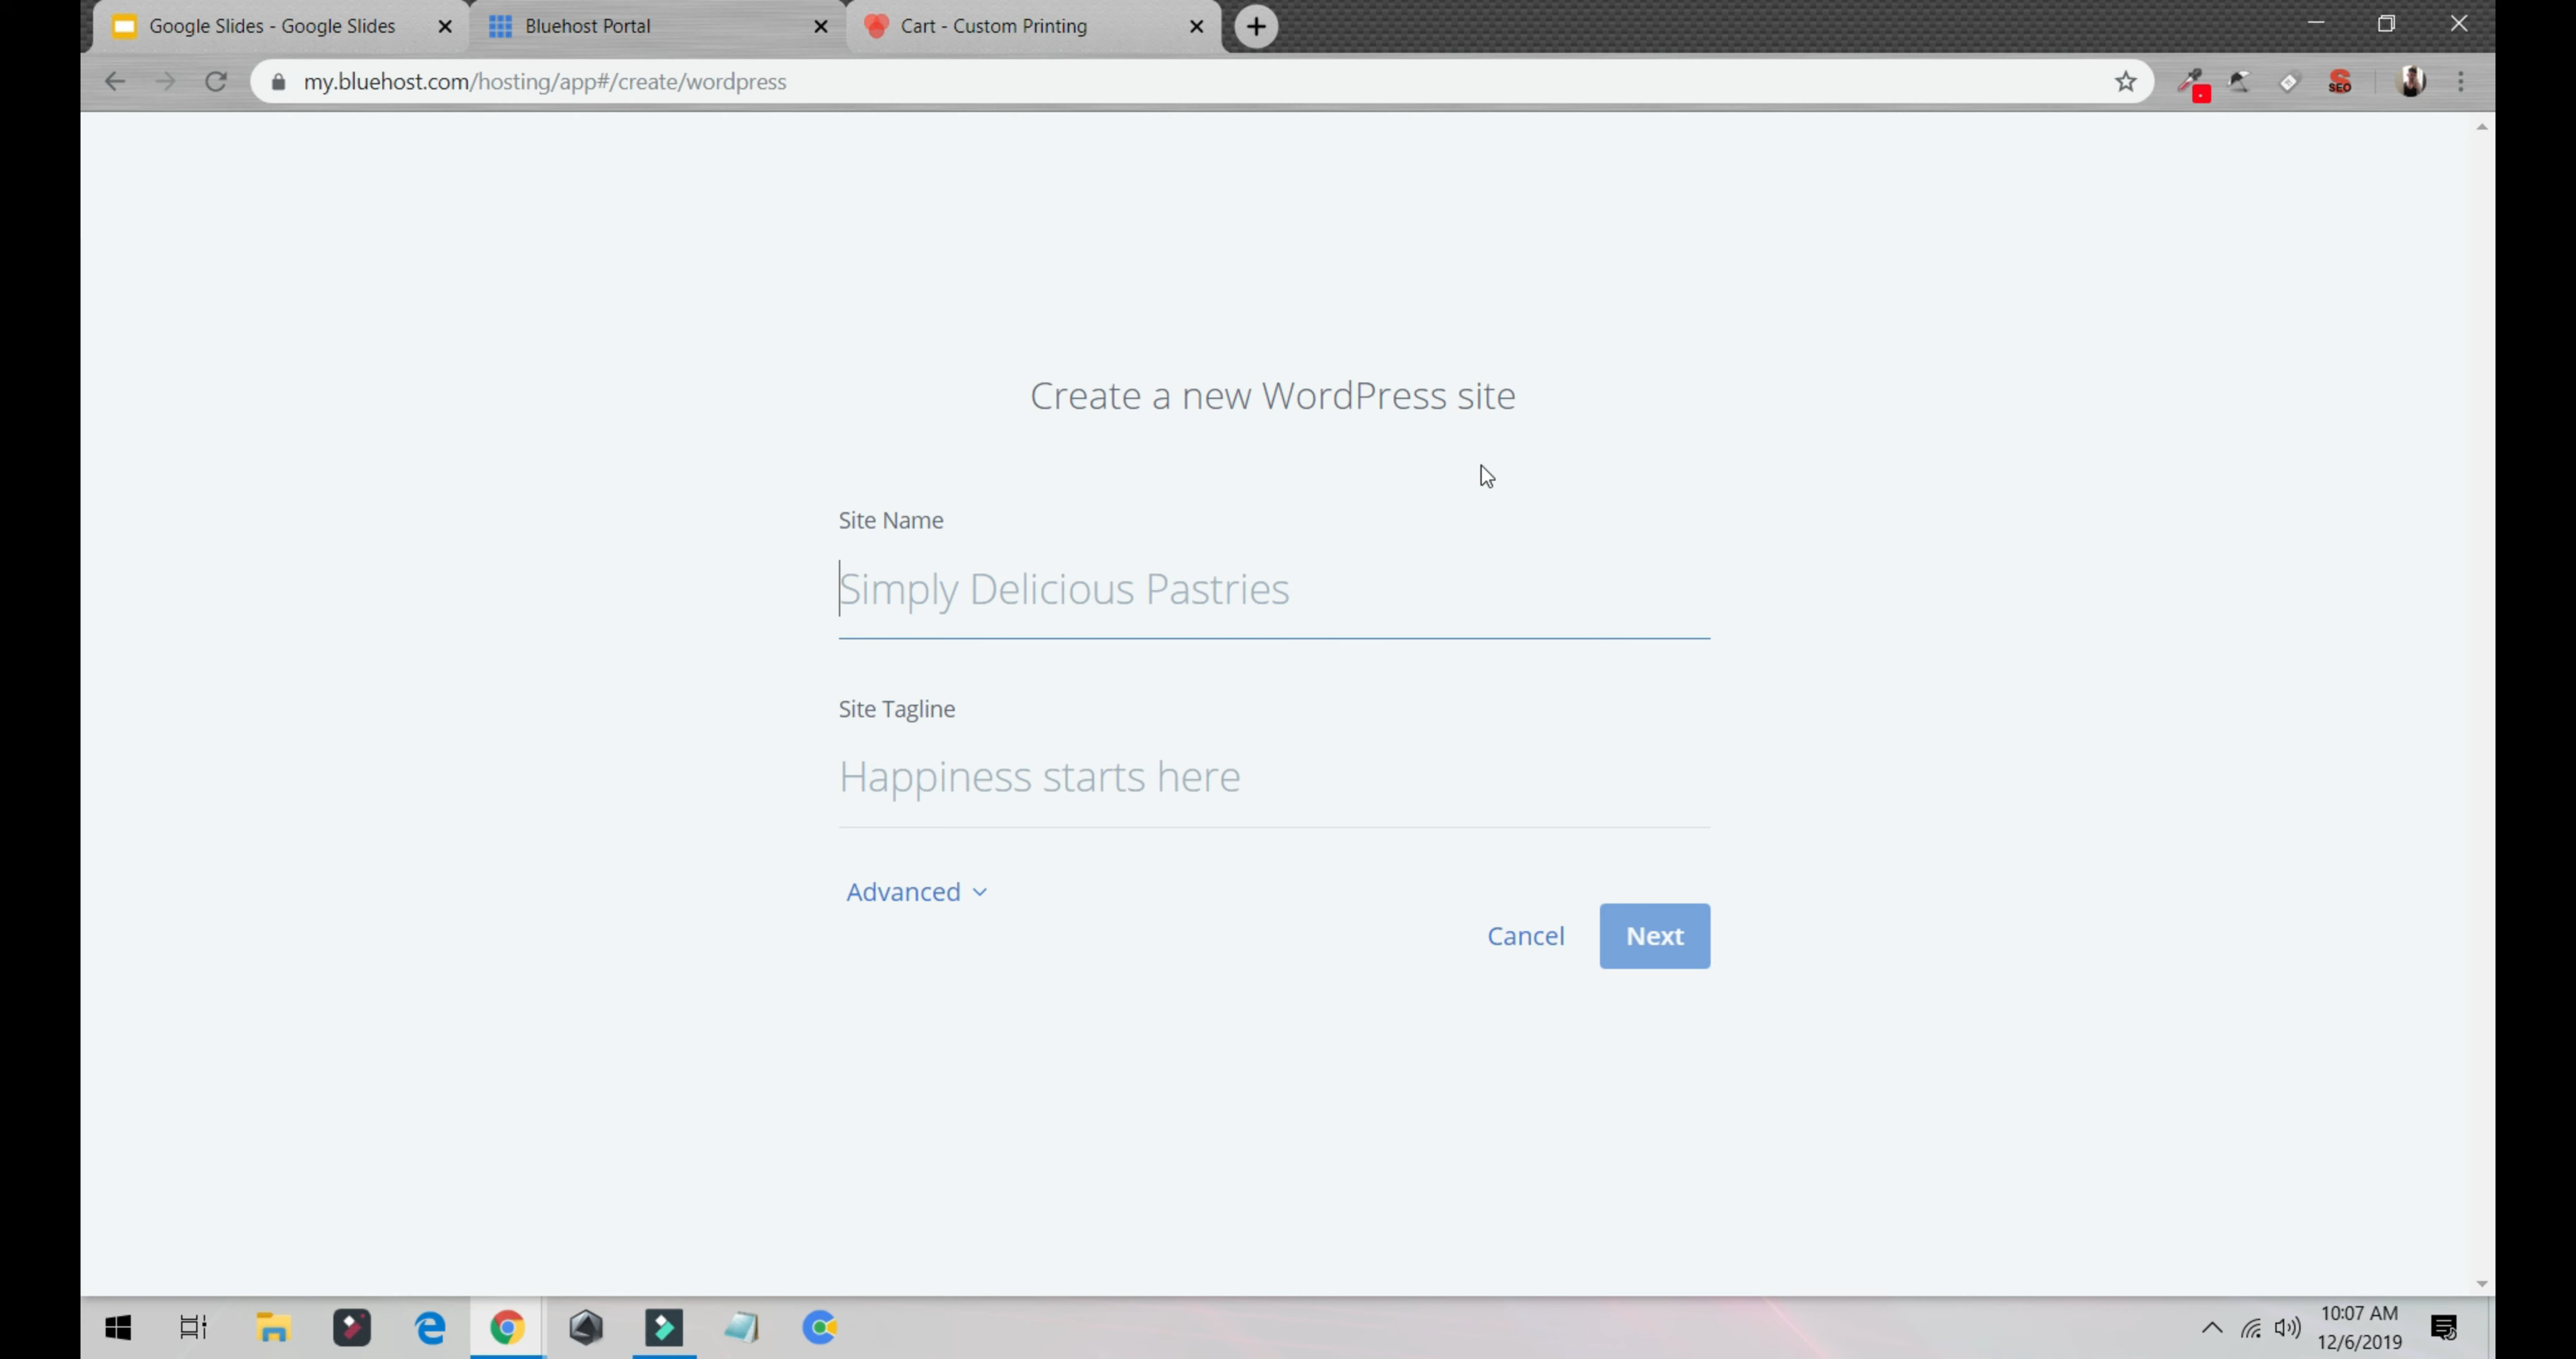 Google Slides - Google Slides
Bluehost Portal
Cart - Custom Printing
my.bluehost.com/hosting/app#/create/wordpress
SEO
Create a new WordPress site
Site Name
Simply Delicious Pastries
Site Tagline
Happiness starts here
Advanced
Cancel
Next
10:07 AM
12/6/2019